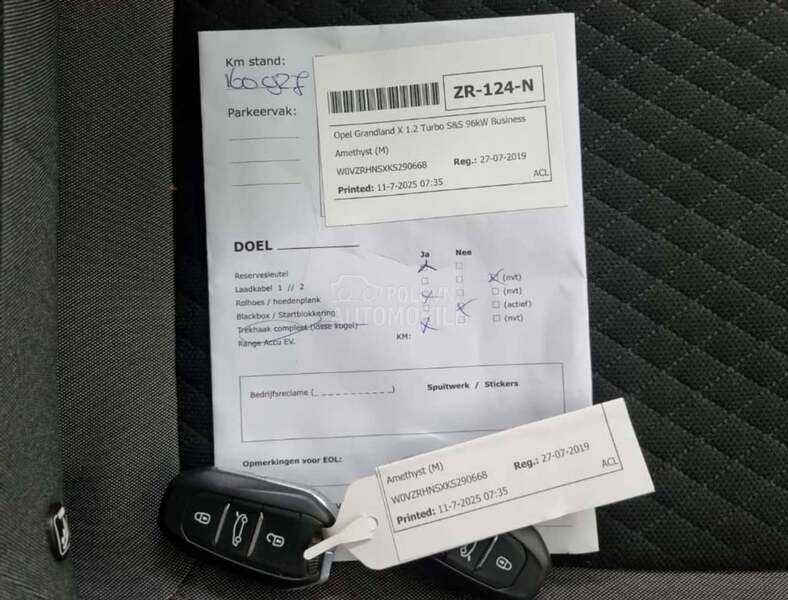 Km stand:
Parkeervak:
ZR-124-N
Opel Grandland X 1.2 Turbo S&S 96kW Business
Amethyst (M)
W0VZRHNSXKS290668 Reg.: 27-07-2019
Printed: 11-7-2025 07:35 ACL
DOEL
Ja Nee
Reservesleutel
Laadkabel 1 // 2 (nvt)
Rolhoes / hoedenplank (nvt)
Blackbox / Startblokkering (actief)
Trekhaak compleet (losse kogel) (nvt)
Range Accu EV. KM:
POLOVNI
AUTOMOBILI
Bedrijfsreclame (_ _ _ _ _ _ _ _) Spuitwerk / Stickers
Opmerkingen voor EOL:
Amethyst (M)
W0VZRHNSXKS290668 Reg.: 27-07-2019
Printed: 11-7-2025 07:35 ACL